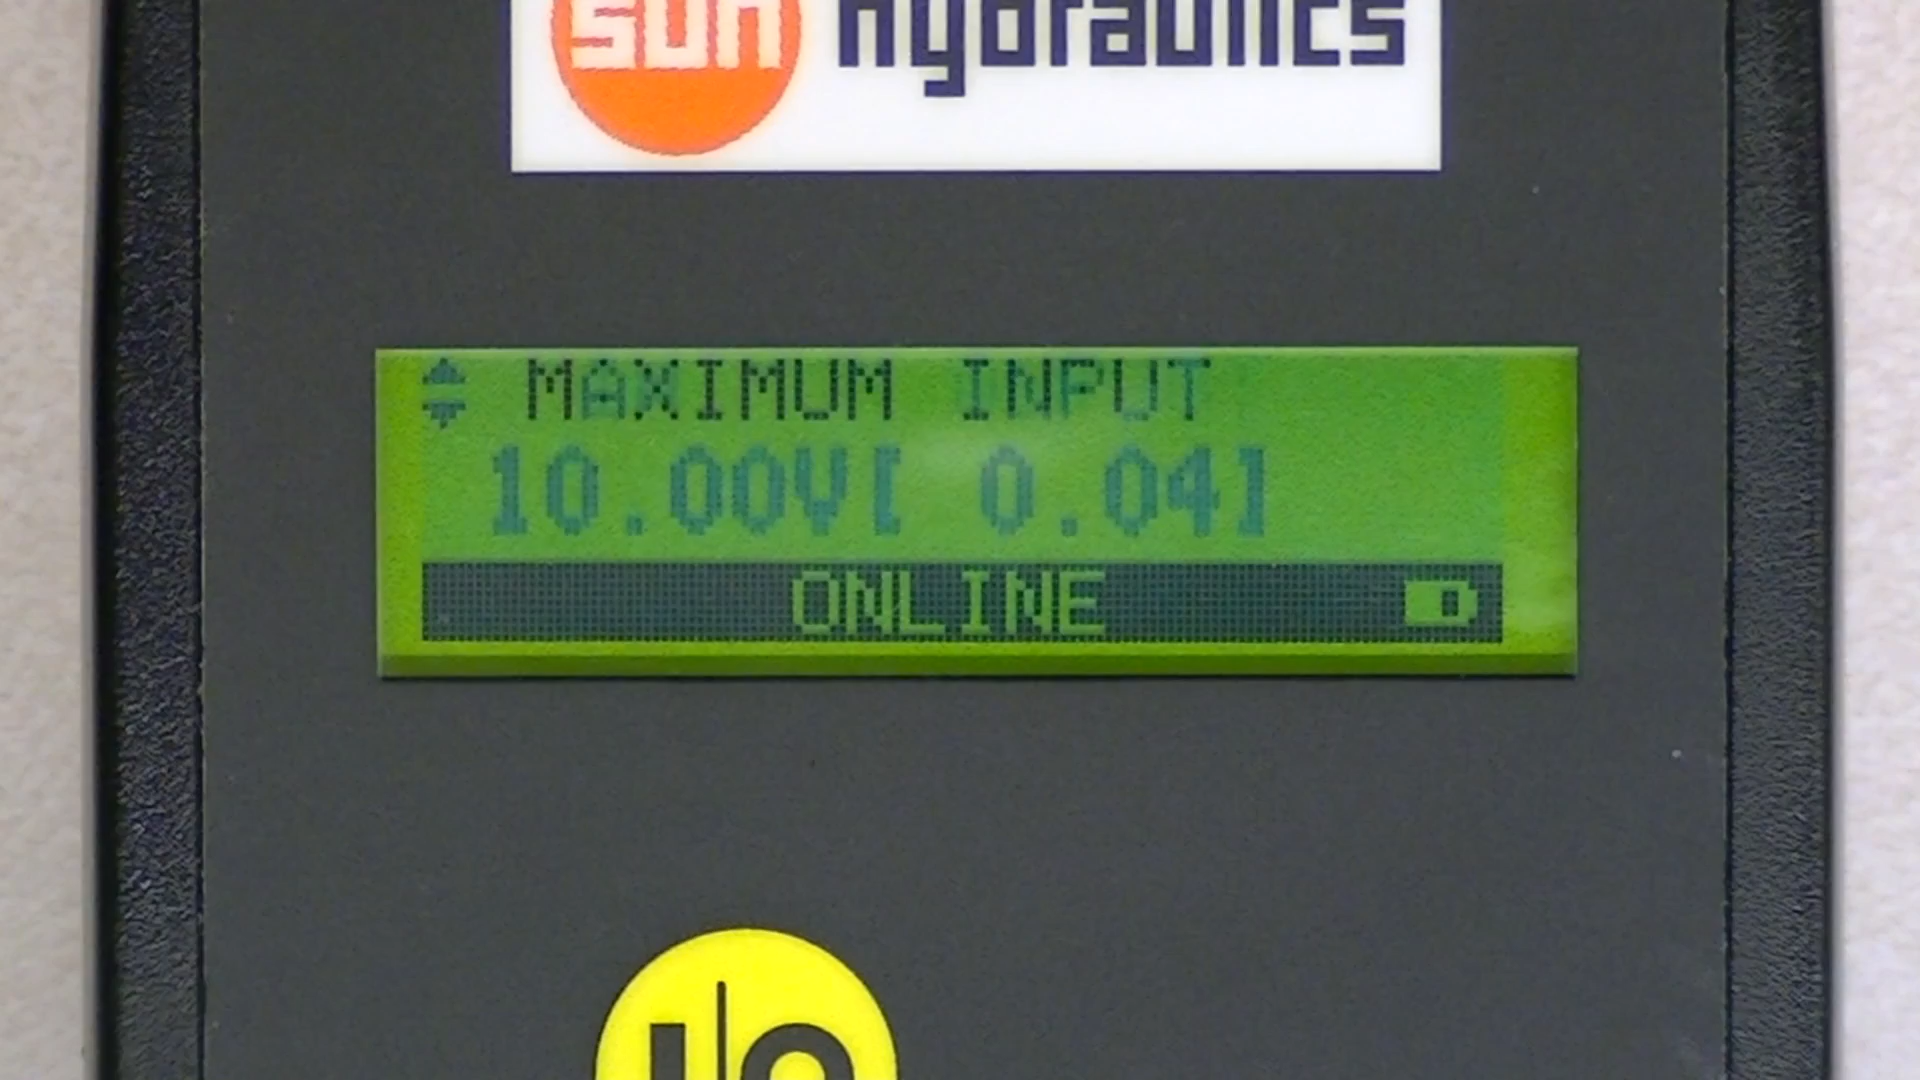 sun hydraulics
MAXIMUM INPUT
10.00V[ 0.04]
ONLINE